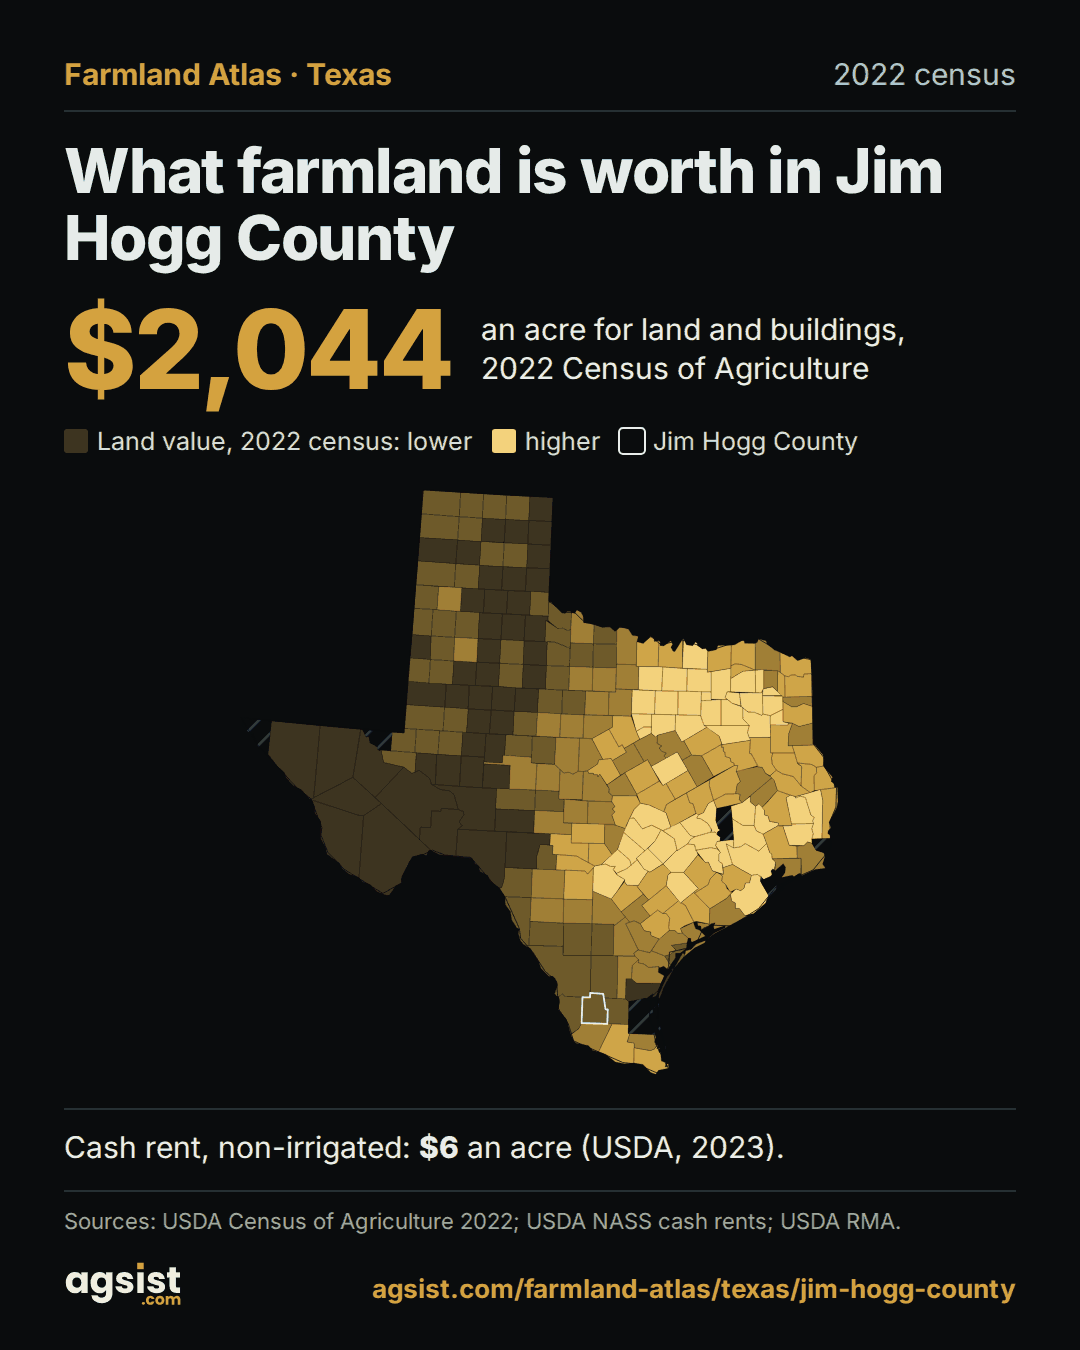 Farmland Atlas · Texas
2022 census
What farmland is worth in Jim
Hogg County
$2,044
an acre for land and buildings,
2022 Census of Agriculture
Land value, 2022 census: lower
higher
Jim Hogg County
Cash rent, non-irrigated: $6 an acre (USDA, 2023).
Sources: USDA Census of Agriculture 2022; USDA NASS cash rents; USDA RMA.
agsist
.com
agsist.com/farmland-atlas/texas/jim-hogg-county